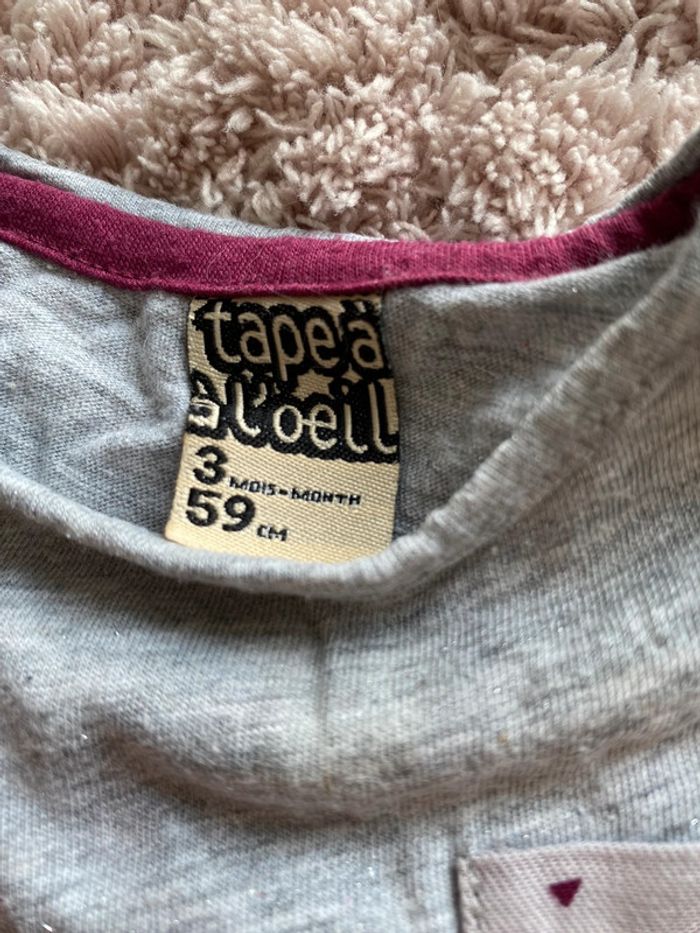 tape à
l'oeil
3 MOIS-MONTH
59 CM